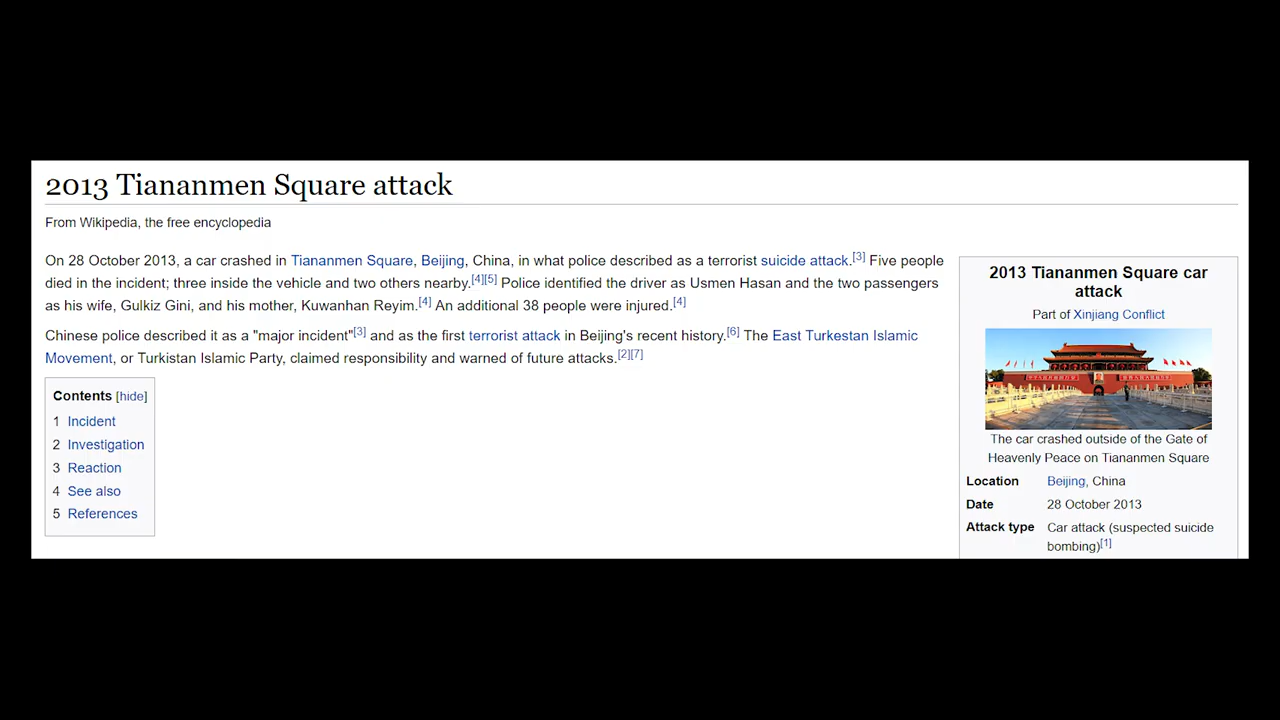 2013 Tiananmen Square attack
From Wikipedia, the free encyclopedia
On 28 October 2013, a car crashed in Tiananmen Square, Beijing, China, in what police described as a terrorist suicide attack.[3] Five people
died in the incident; three inside the vehicle and two others nearby.[4][5] Police identified the driver as Usmen Hasan and the two passengers
as his wife, Gulkiz Gini, and his mother, Kuwanhan Reyim.[4] An additional 38 people were injured.[4]
Chinese police described it as a "major incident"[3] and as the first terrorist attack in Beijing's recent history.[6] The East Turkestan Islamic
Movement, or Turkistan Islamic Party, claimed responsibility and warned of future attacks.[2][7]
Contents [hide]
1 Incident
2 Investigation
3 Reaction
4 See also
5 References
2013 Tiananmen Square car
attack
Part of Xinjiang Conflict
The car crashed outside of the Gate of
Heavenly Peace on Tiananmen Square
Location Beijing, China
Date 28 October 2013
Attack type Car attack (suspected suicide
bombing)[1]